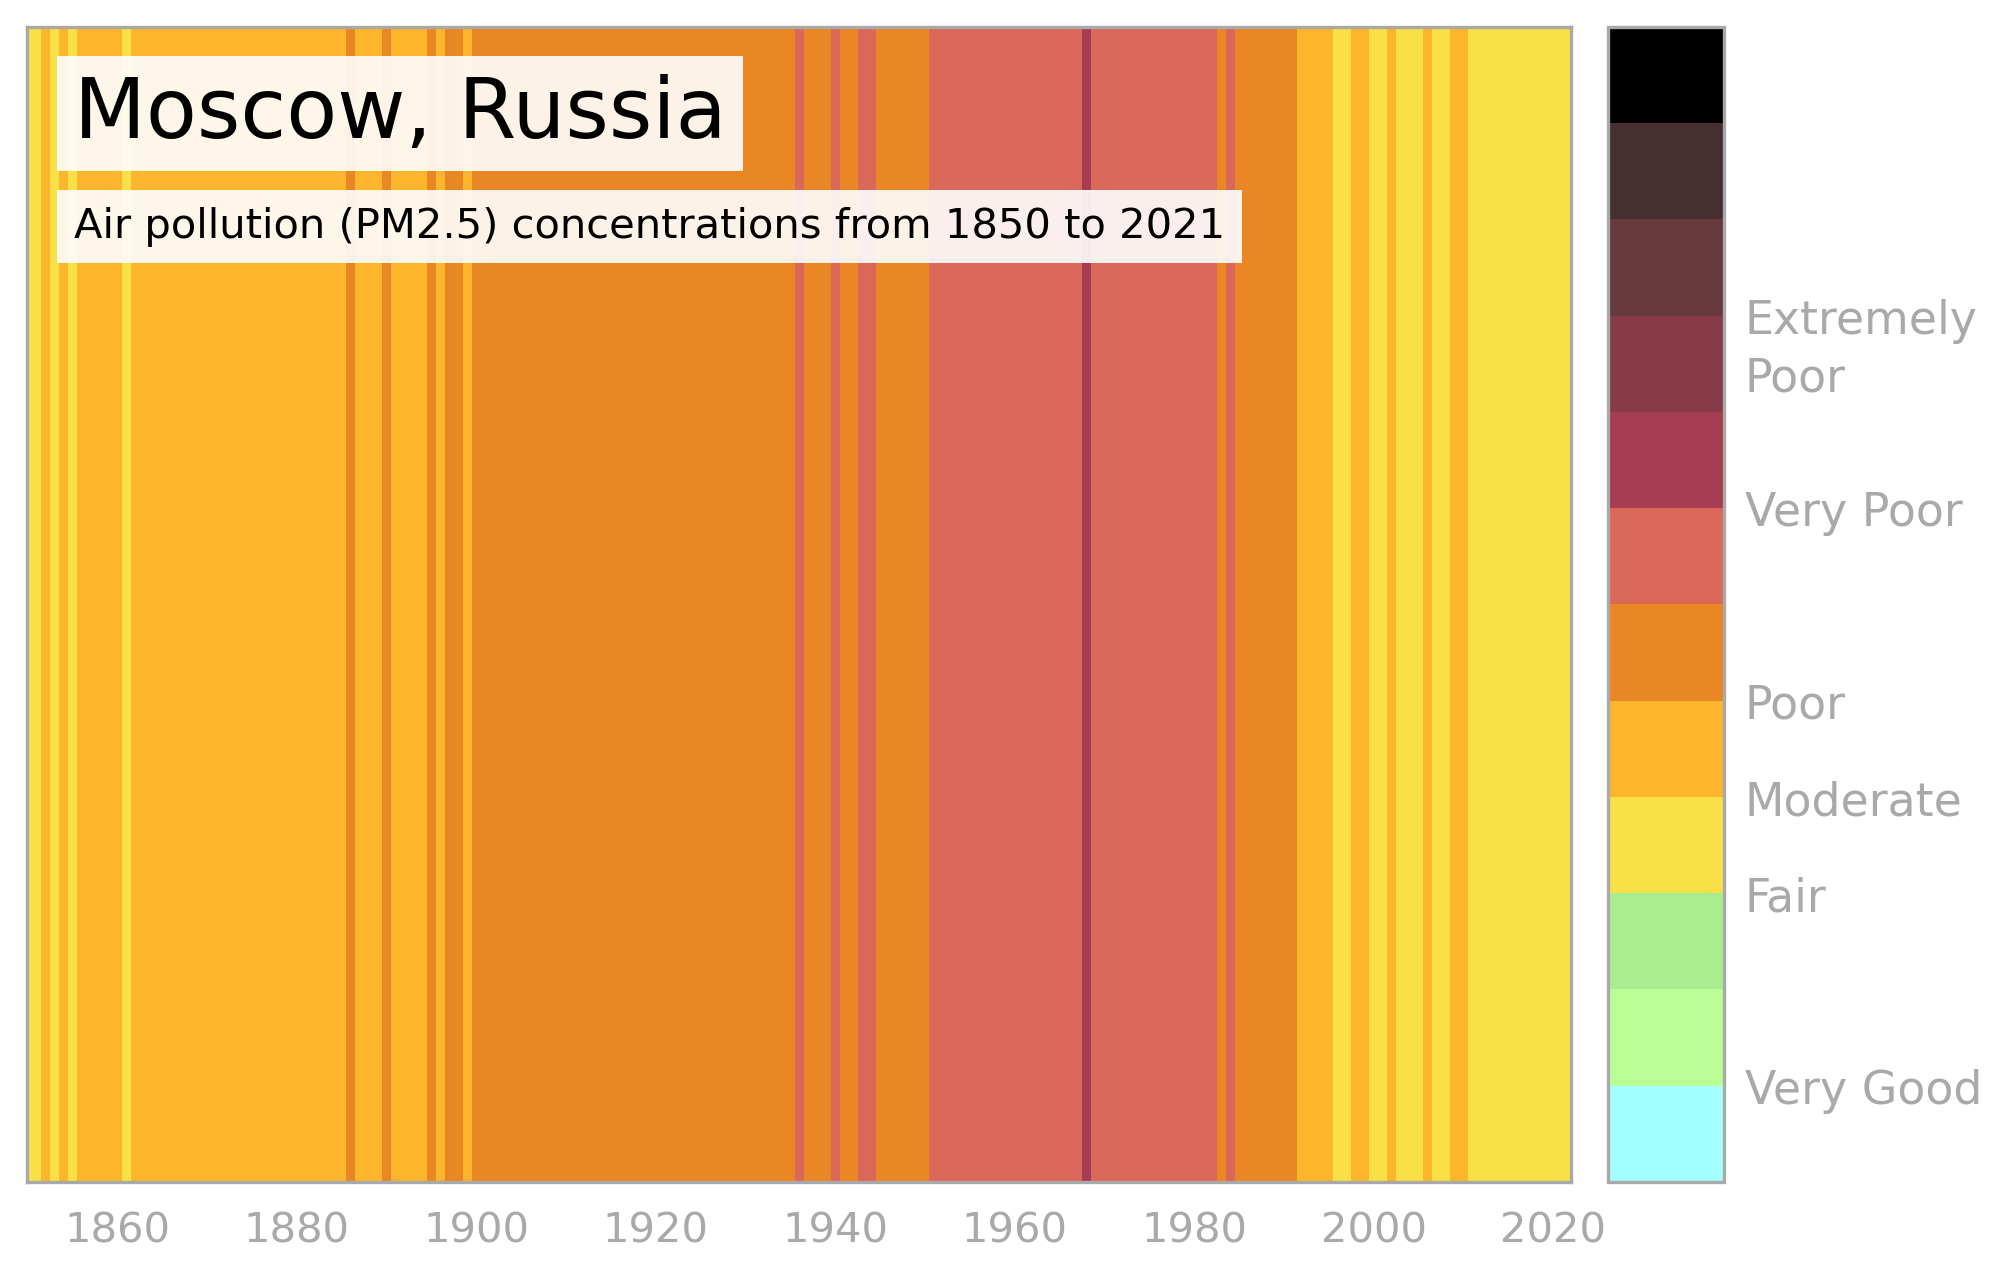 Moscow, Russia
Air pollution (PM2.5) concentrations from 1850 to 2021
Extremely
Poor
Very Poor
Poor
Moderate
Fair
Very Good
1860 1880 1900 1920 1940 1960 1980 2000 2020